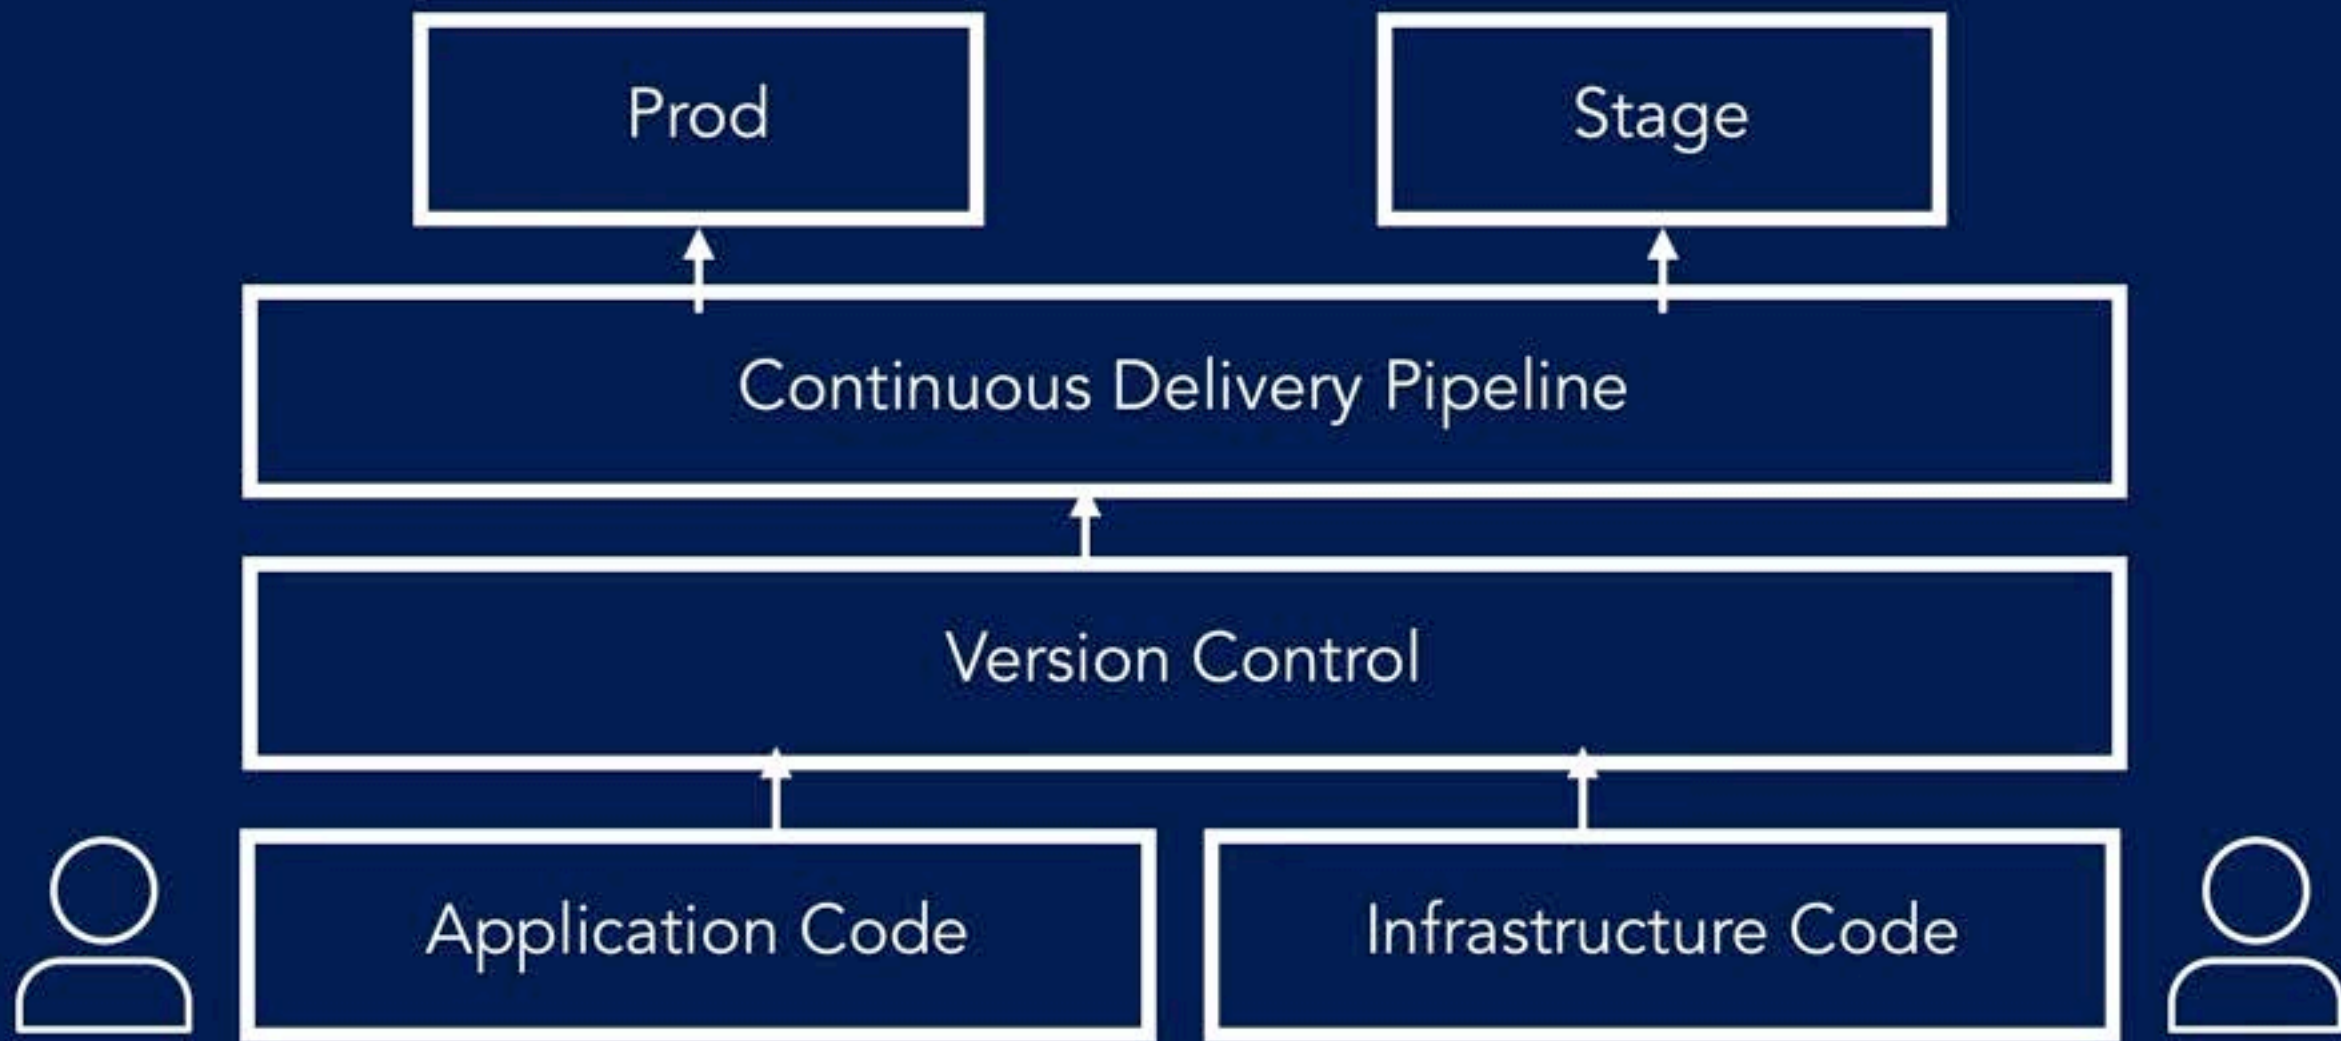 Prod
Stage
Continuous Delivery Pipeline
Version Control
Application Code
Infrastructure Code